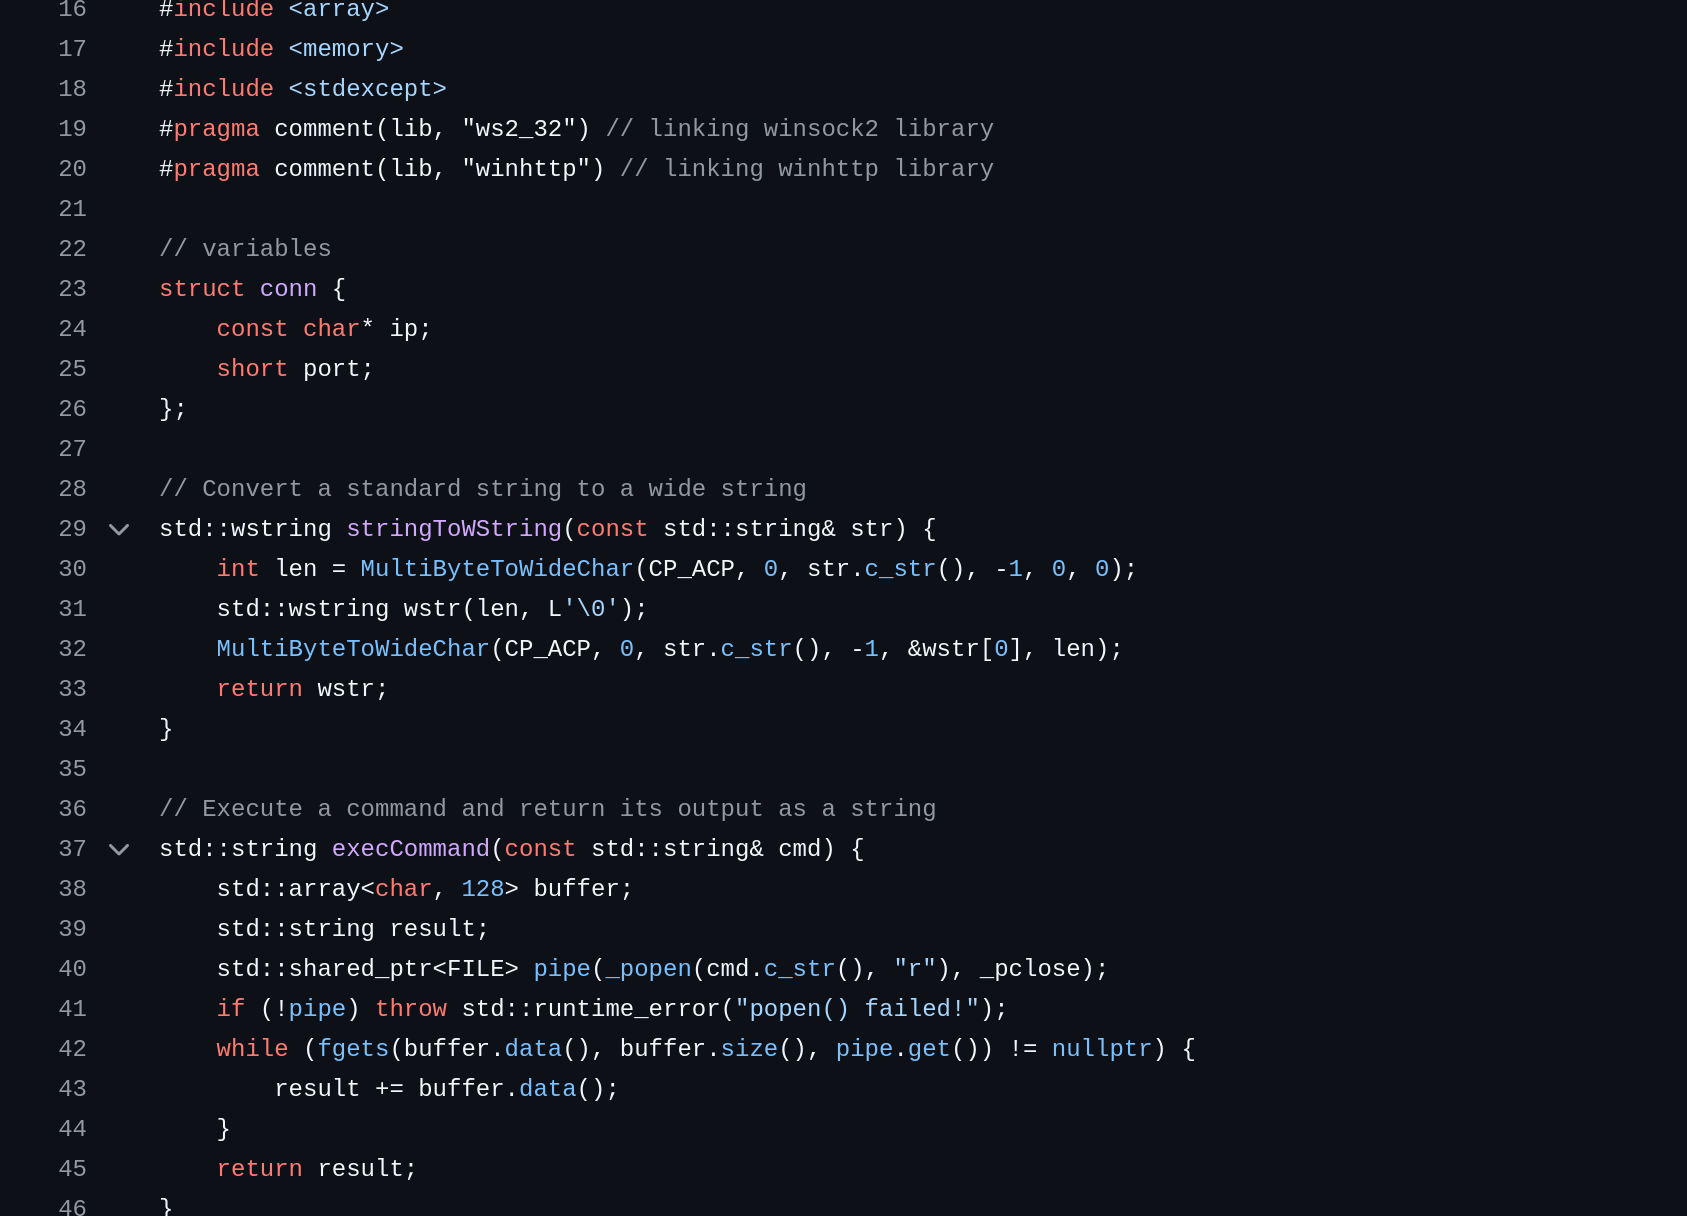 16 #include <array>
17 #include <memory>
18 #include <stdexcept>
19 #pragma comment(lib, "ws2_32") // linking winsock2 library
20 #pragma comment(lib, "winhttp") // linking winhttp library
21
22 // variables
23 struct conn {
24     const char* ip;
25     short port;
26 };
27
28 // Convert a standard string to a wide string
29 std::wstring stringToWString(const std::string& str) {
30     int len = MultiByteToWideChar(CP_ACP, 0, str.c_str(), -1, 0, 0);
31     std::wstring wstr(len, L'\0');
32     MultiByteToWideChar(CP_ACP, 0, str.c_str(), -1, &wstr[0], len);
33     return wstr;
34 }
35
36 // Execute a command and return its output as a string
37 std::string execCommand(const std::string& cmd) {
38     std::array<char, 128> buffer;
39     std::string result;
40     std::shared_ptr<FILE> pipe(_popen(cmd.c_str(), "r"), _pclose);
41     if (!pipe) throw std::runtime_error("popen() failed!");
42     while (fgets(buffer.data(), buffer.size(), pipe.get()) != nullptr) {
43         result += buffer.data();
44     }
45     return result;
46 }